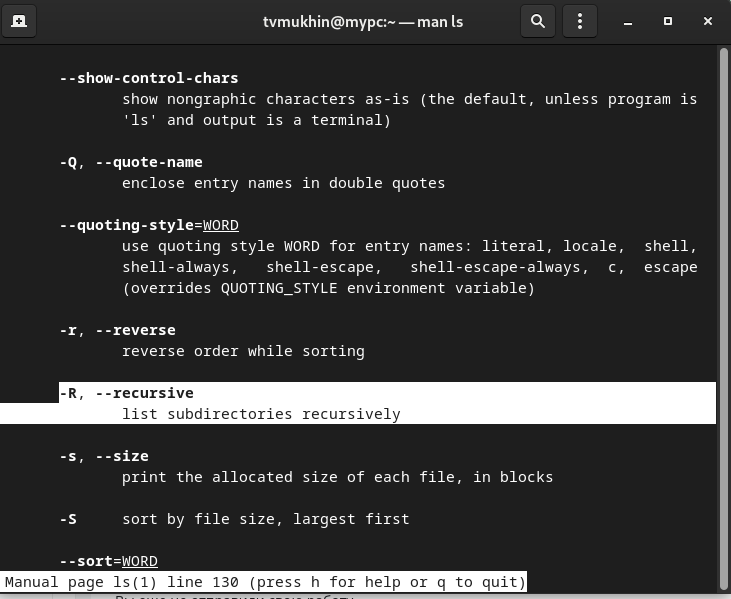 tvmukhin@mypc:~ — man ls
--show-control-chars
show nongraphic characters as-is (the default, unless program is
'ls' and output is a terminal)
-Q, --quote-name
enclose entry names in double quotes
--quoting-style=WORD
use quoting style WORD for entry names: literal, locale, shell,
shell-always, shell-escape, shell-escape-always, c, escape
(overrides QUOTING_STYLE environment variable)
-r, --reverse
reverse order while sorting
-R, --recursive
list subdirectories recursively
-s, --size
print the allocated size of each file, in blocks
-S sort by file size, largest first
--sort=WORD
Manual page ls(1) line 130 (press h for help or q to quit)